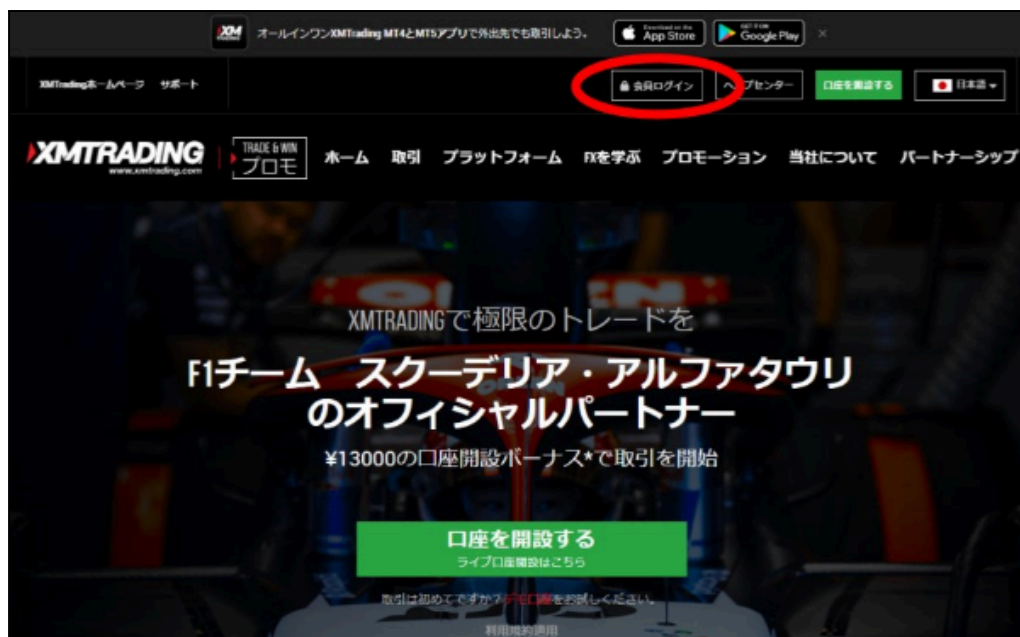 XM オールインワンXMTrading MT4とMT5アプリで外出先でも取引しよう。 Download on the App Store GET IT ON Google Play ×
XMTradingホームページ サポート 会員ログイン ヘ プセンター 口座を開設する 日本語
XMTRADING
www.xmtrading.com
TRADE & WIN
プロモ
ホーム 取引 プラットフォーム FXを学ぶ プロモーション 当社について パートナーシップ
XMTRADINGで極限のトレードを
F1チーム スクーデリア・アルファタウリ
のオフィシャルパートナー
¥13000の口座開設ボーナス*で取引を開始
口座を開設する
ライブ口座開設はこちら
取引は初めてですか？デモ口座をお試しください。
利用規約適用